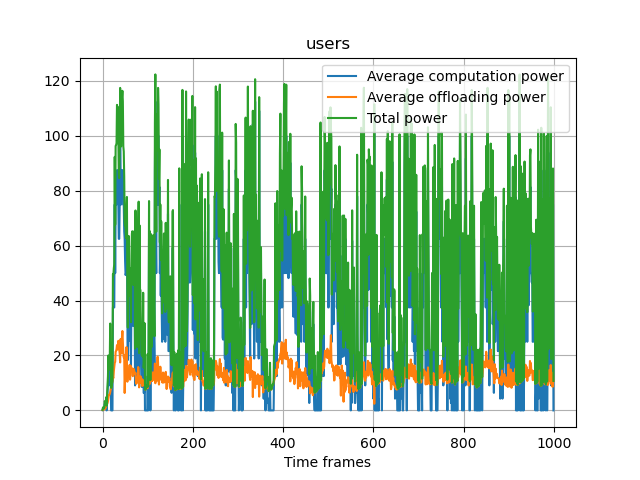 users
Average computation power
Average offloading power
Total power
120
100
80
60
40
20
0
0 200 400 600 800 1000
Time frames